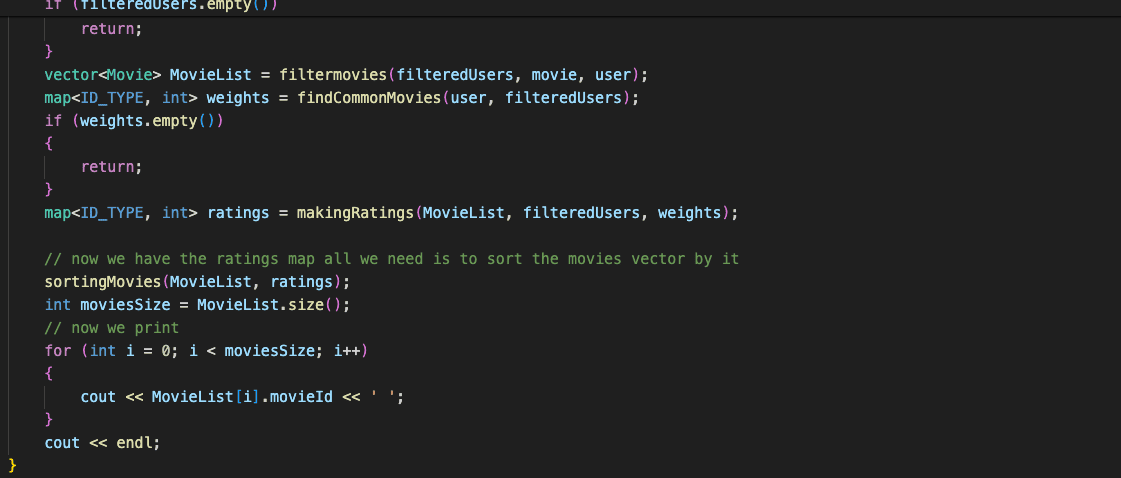 if (filteredUsers.empty())
return;
}
vector<Movie> MovieList = filtermovies(filteredUsers, movie, user);
map<ID_TYPE, int> weights = findCommonMovies(user, filteredUsers);
if (weights.empty())
{
return;
}
map<ID_TYPE, int> ratings = makingRatings(MovieList, filteredUsers, weights);
// now we have the ratings map all we need is to sort the movies vector by it
sortingMovies(MovieList, ratings);
int moviesSize = MovieList.size();
// now we print
for (int i = 0; i < moviesSize; i++)
{
cout << MovieList[i].movieId << ' ';
}
cout << endl;
}